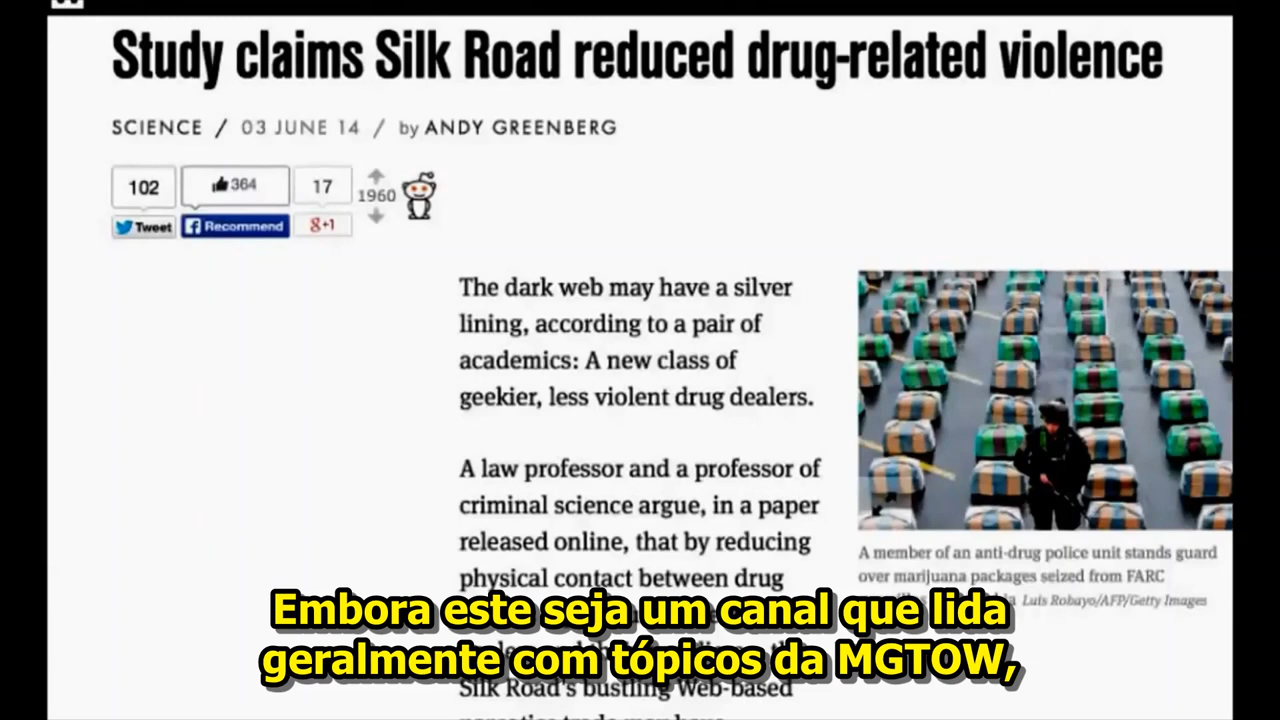 Study claims Silk Road reduced drug-related violence
SCIENCE / 03 JUNE 14 / by ANDY GREENBERG
102
364
17
1960
Tweet
Recommend
g+1
The dark web may have a silver
lining, according to a pair of
academics: A new class of
geekier, less violent drug dealers.
A law professor and a professor of
criminal science argue, in a paper
released online, that by reducing
physical contact between drug
Silk Road's bustling Web-based
A member of an anti-drug police unit stands guard
over marijuana packages seized from FARC
Luis Robayo/AFP/Getty Images
Embora este seja um canal que lida
geralmente com tópicos da MGTOW,